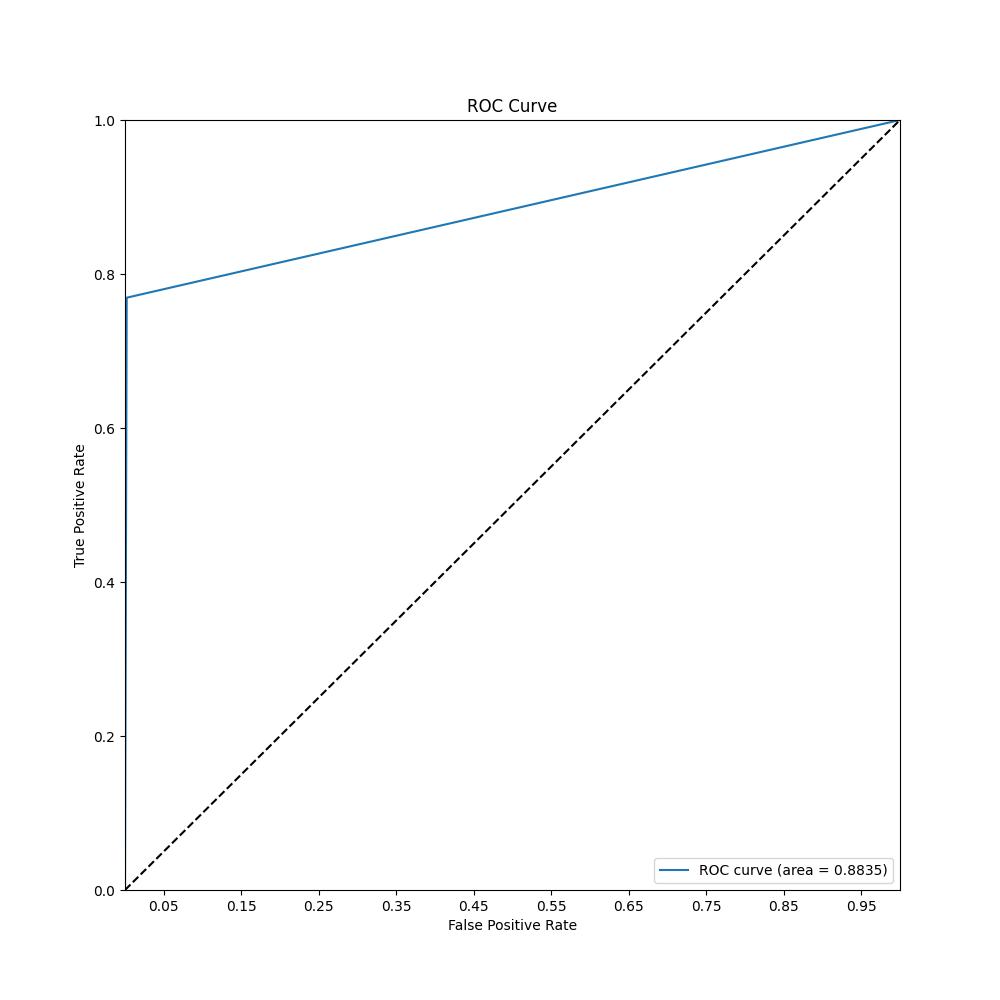 ROC Curve
1.0
0.8
0.6
0.4
0.2
0.0
True Positive Rate
0.05 0.15 0.25 0.35 0.45 0.55 0.65 0.75 0.85 0.95
False Positive Rate
ROC curve (area = 0.8835)